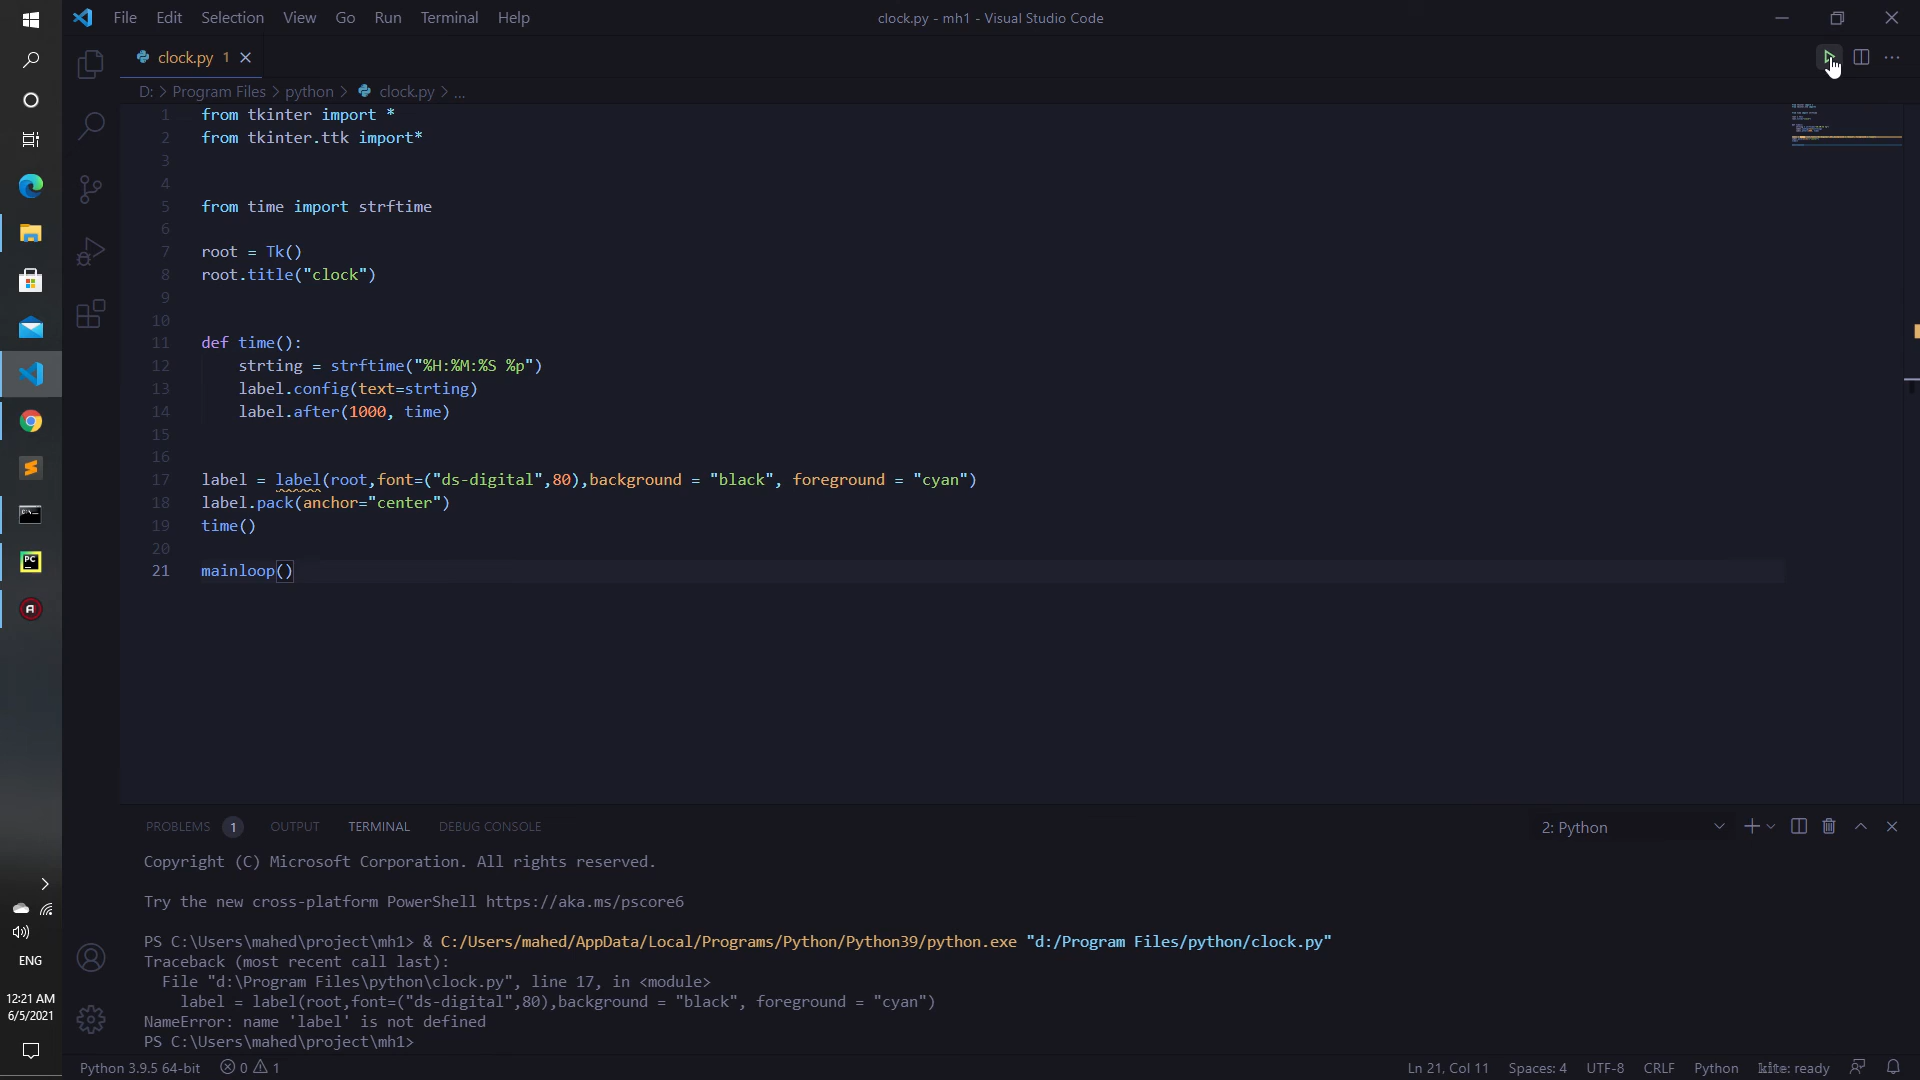 File Edit Selection View Go Run Terminal Help
clock.py - mh1 - Visual Studio Code
clock.py 1
D: > Program Files > python > clock.py > ...
1 from tkinter import *
2 from tkinter.ttk import*
3
4
5 from time import strftime
6
7 root = Tk()
8 root.title("clock")
9
10
11 def time():
12 strting = strftime("%H:%M:%S %p")
13 label.config(text=strting)
14 label.after(1000, time)
15
16
17 label = label(root,font=("ds-digital",80),background = "black", foreground = "cyan")
18 label.pack(anchor="center")
19 time()
20
21 mainloop()
PROBLEMS 1 OUTPUT TERMINAL DEBUG CONSOLE
2: Python
Copyright (C) Microsoft Corporation. All rights reserved.
Try the new cross-platform PowerShell https://aka.ms/pscore6
PS C:\Users\mahed\project\mh1> & C:/Users/mahed/AppData/Local/Programs/Python/Python39/python.exe "d:/Program Files/python/clock.py"
Traceback (most recent call last):
File "d:\Program Files\python\clock.py", line 17, in <module>
label = label(root,font=("ds-digital",80),background = "black", foreground = "cyan")
NameError: name 'label' is not defined
PS C:\Users\mahed\project\mh1>
PC
ENG
12:21 AM
6/5/2021
Python 3.9.5 64-bit 0 1
Ln 21, Col 11 Spaces: 4 UTF-8 CRLF Python kite: ready